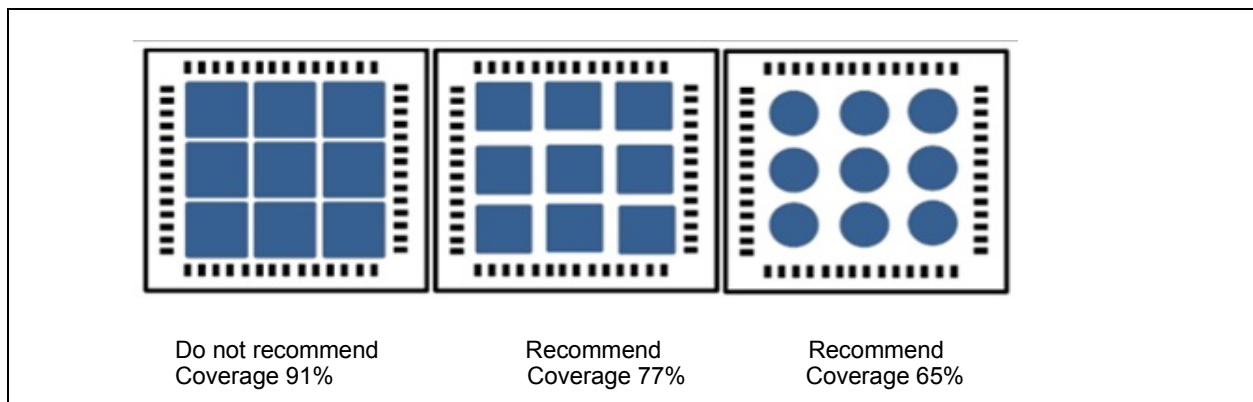 Do not recommend
Coverage 91%
Recommend
Coverage 77%
Recommend
Coverage 65%